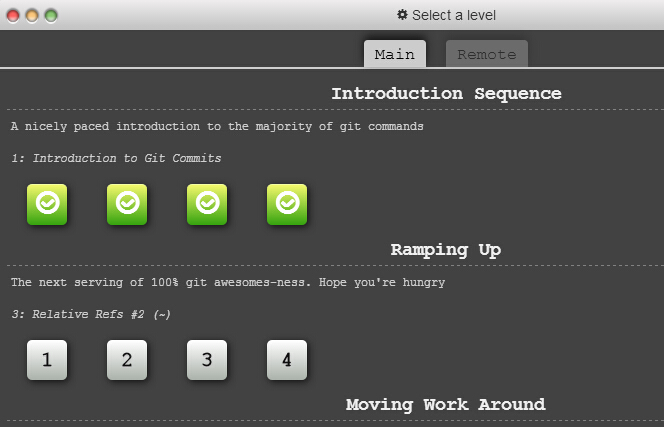 Select a level
Main Remote
Introduction Sequence
A nicely paced introduction to the majority of git commands
1: Introduction to Git Commits
Ramping Up
The next serving of 100% git awesomes-ness. Hope you're hungry
3: Relative Refs #2 (~)
1 2 3 4
Moving Work Around